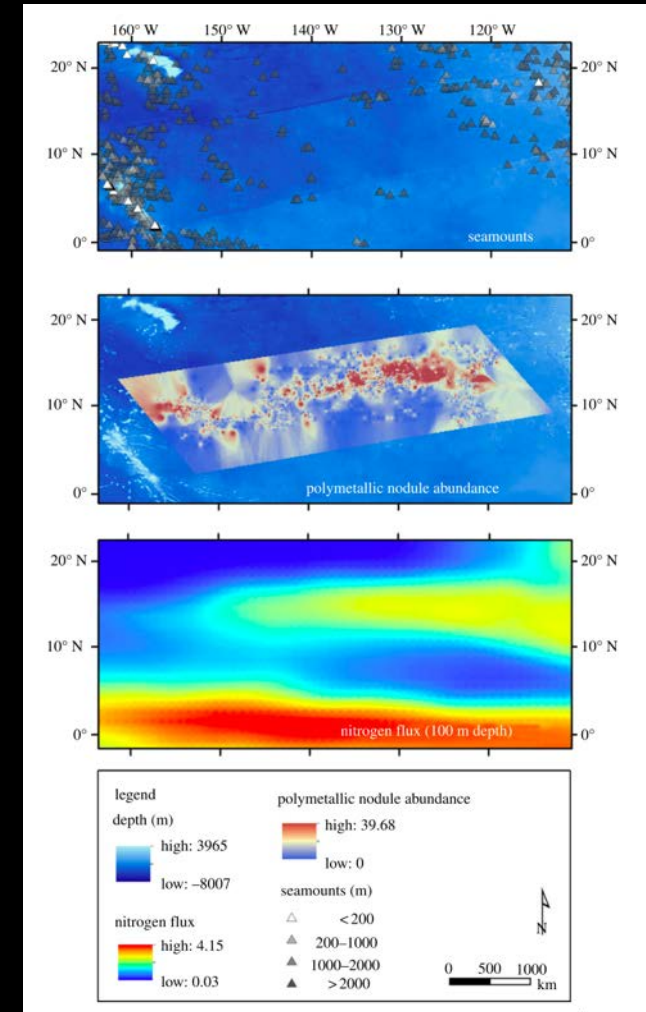 160° W 150° W 140° W 130° W 120° W
20° N 20° N
10° N 10° N
0° 0°
seamounts
20° N 20° N
10° N 10° N
0° 0°
polymetallic nodule abundance
20° N 20° N
10° N 10° N
0° 0°
nitrogen flux (100 m depth)
legend
depth (m)
high: 3965
low: –8007
nitrogen flux
high: 4.15
low: 0.03
polymetallic nodule abundance
high: 39.68
low: 0
seamounts (m)
<200
200–1000
1000–2000
>2000
N
0 500 1000
km